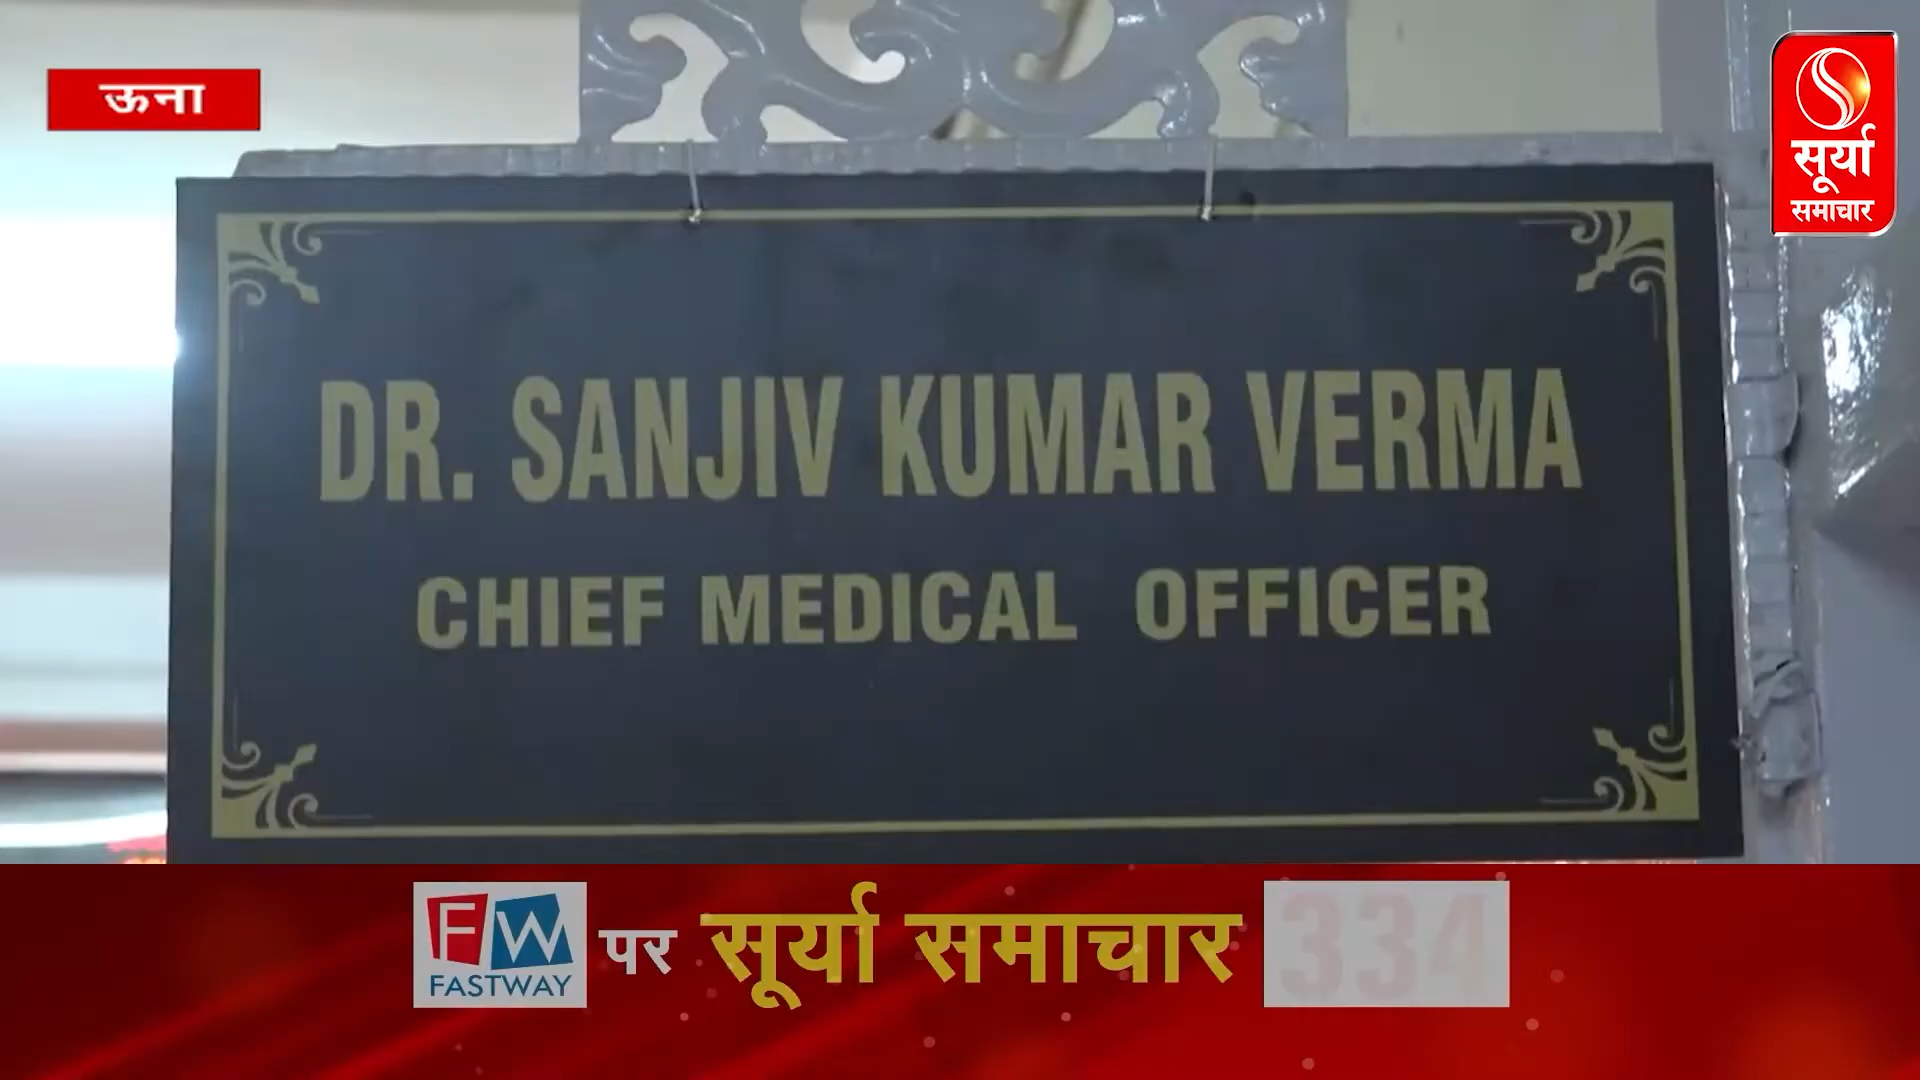 ऊना
सूर्या
समाचार
DR. SANJIV KUMAR VERMA
CHIEF MEDICAL OFFICER
FW
FASTWAY
पर सूर्या समाचार 334